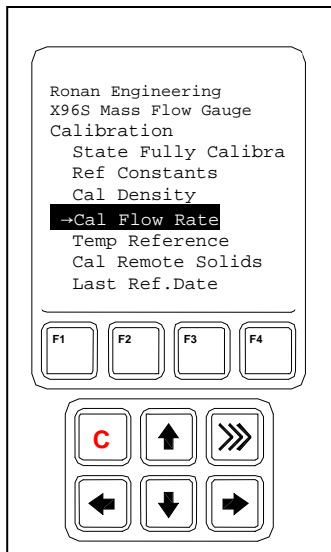 Ronan Engineering
X96S Mass Flow Gauge
Calibration
State Fully Calibra
Ref Constants
Cal Density
→Cal Flow Rate
Temp Reference
Cal Remote Solids
Last Ref.Date
F1 F2 F3 F4
C